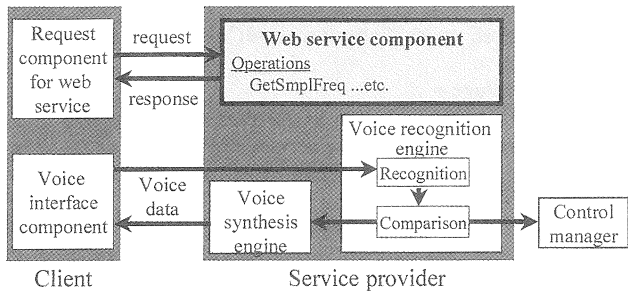 Request
component
for web
service
request
response
Web service component
Operations
GetSmplFreq ...etc.
Voice
interface
component
Voice
data
Voice
synthesis
engine
Voice recognition
engine
Recognition
Comparison
Control
manager
Client
Service provider